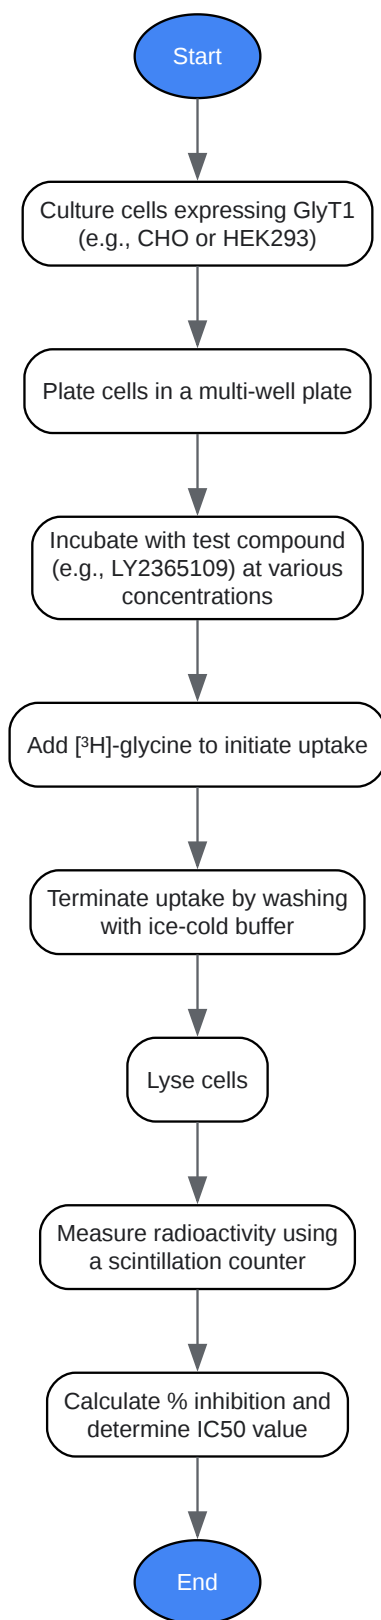 Start
Culture cells expressing GlyT1
(e.g., CHO or HEK293)
Plate cells in a multi-well plate
Incubate with test compound
(e.g., LY2365109) at various
concentrations
Add [³H]-glycine to initiate uptake
Terminate uptake by washing
with ice-cold buffer
Lyse cells
Measure radioactivity using
a scintillation counter
Calculate % inhibition and
determine IC50 value
End